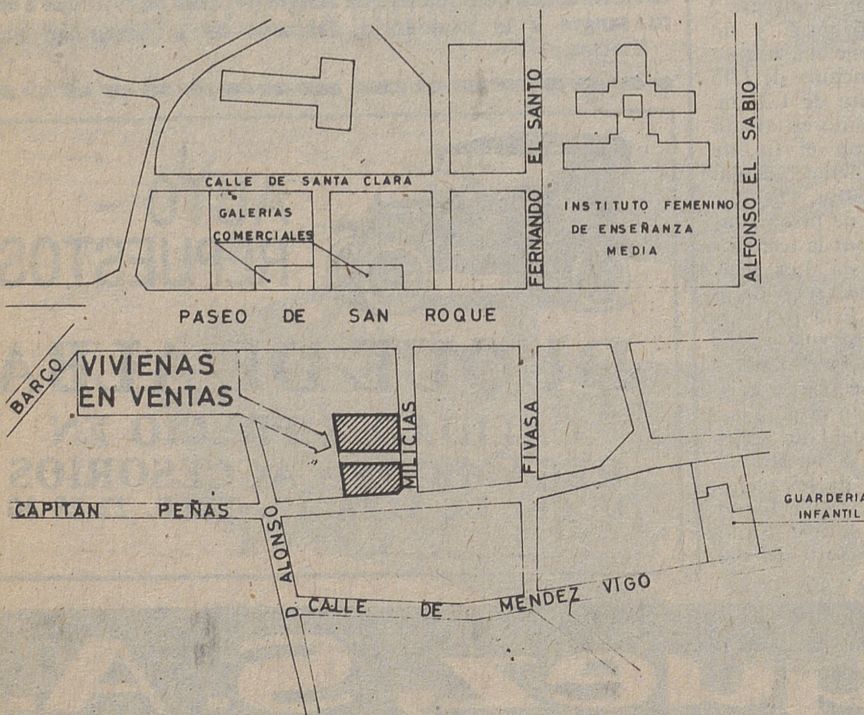 CALLE DE SANTA CLARA
GALERIAS
COMERCIALES
FERNANDO EL SANTO
INSTITUTO FEMENINO
DE ENSEÑANZA
MEDIA
ALFONSO EL SABIO
PASEO DE SAN ROQUE
BARCO
VIVIENAS
EN VENTAS
MILICIAS
FIVASA
CAPITAN PEÑAS
D. ALONSO
GUARDERIA
INFANTIL
CALLE DE MENDEZ VIGO